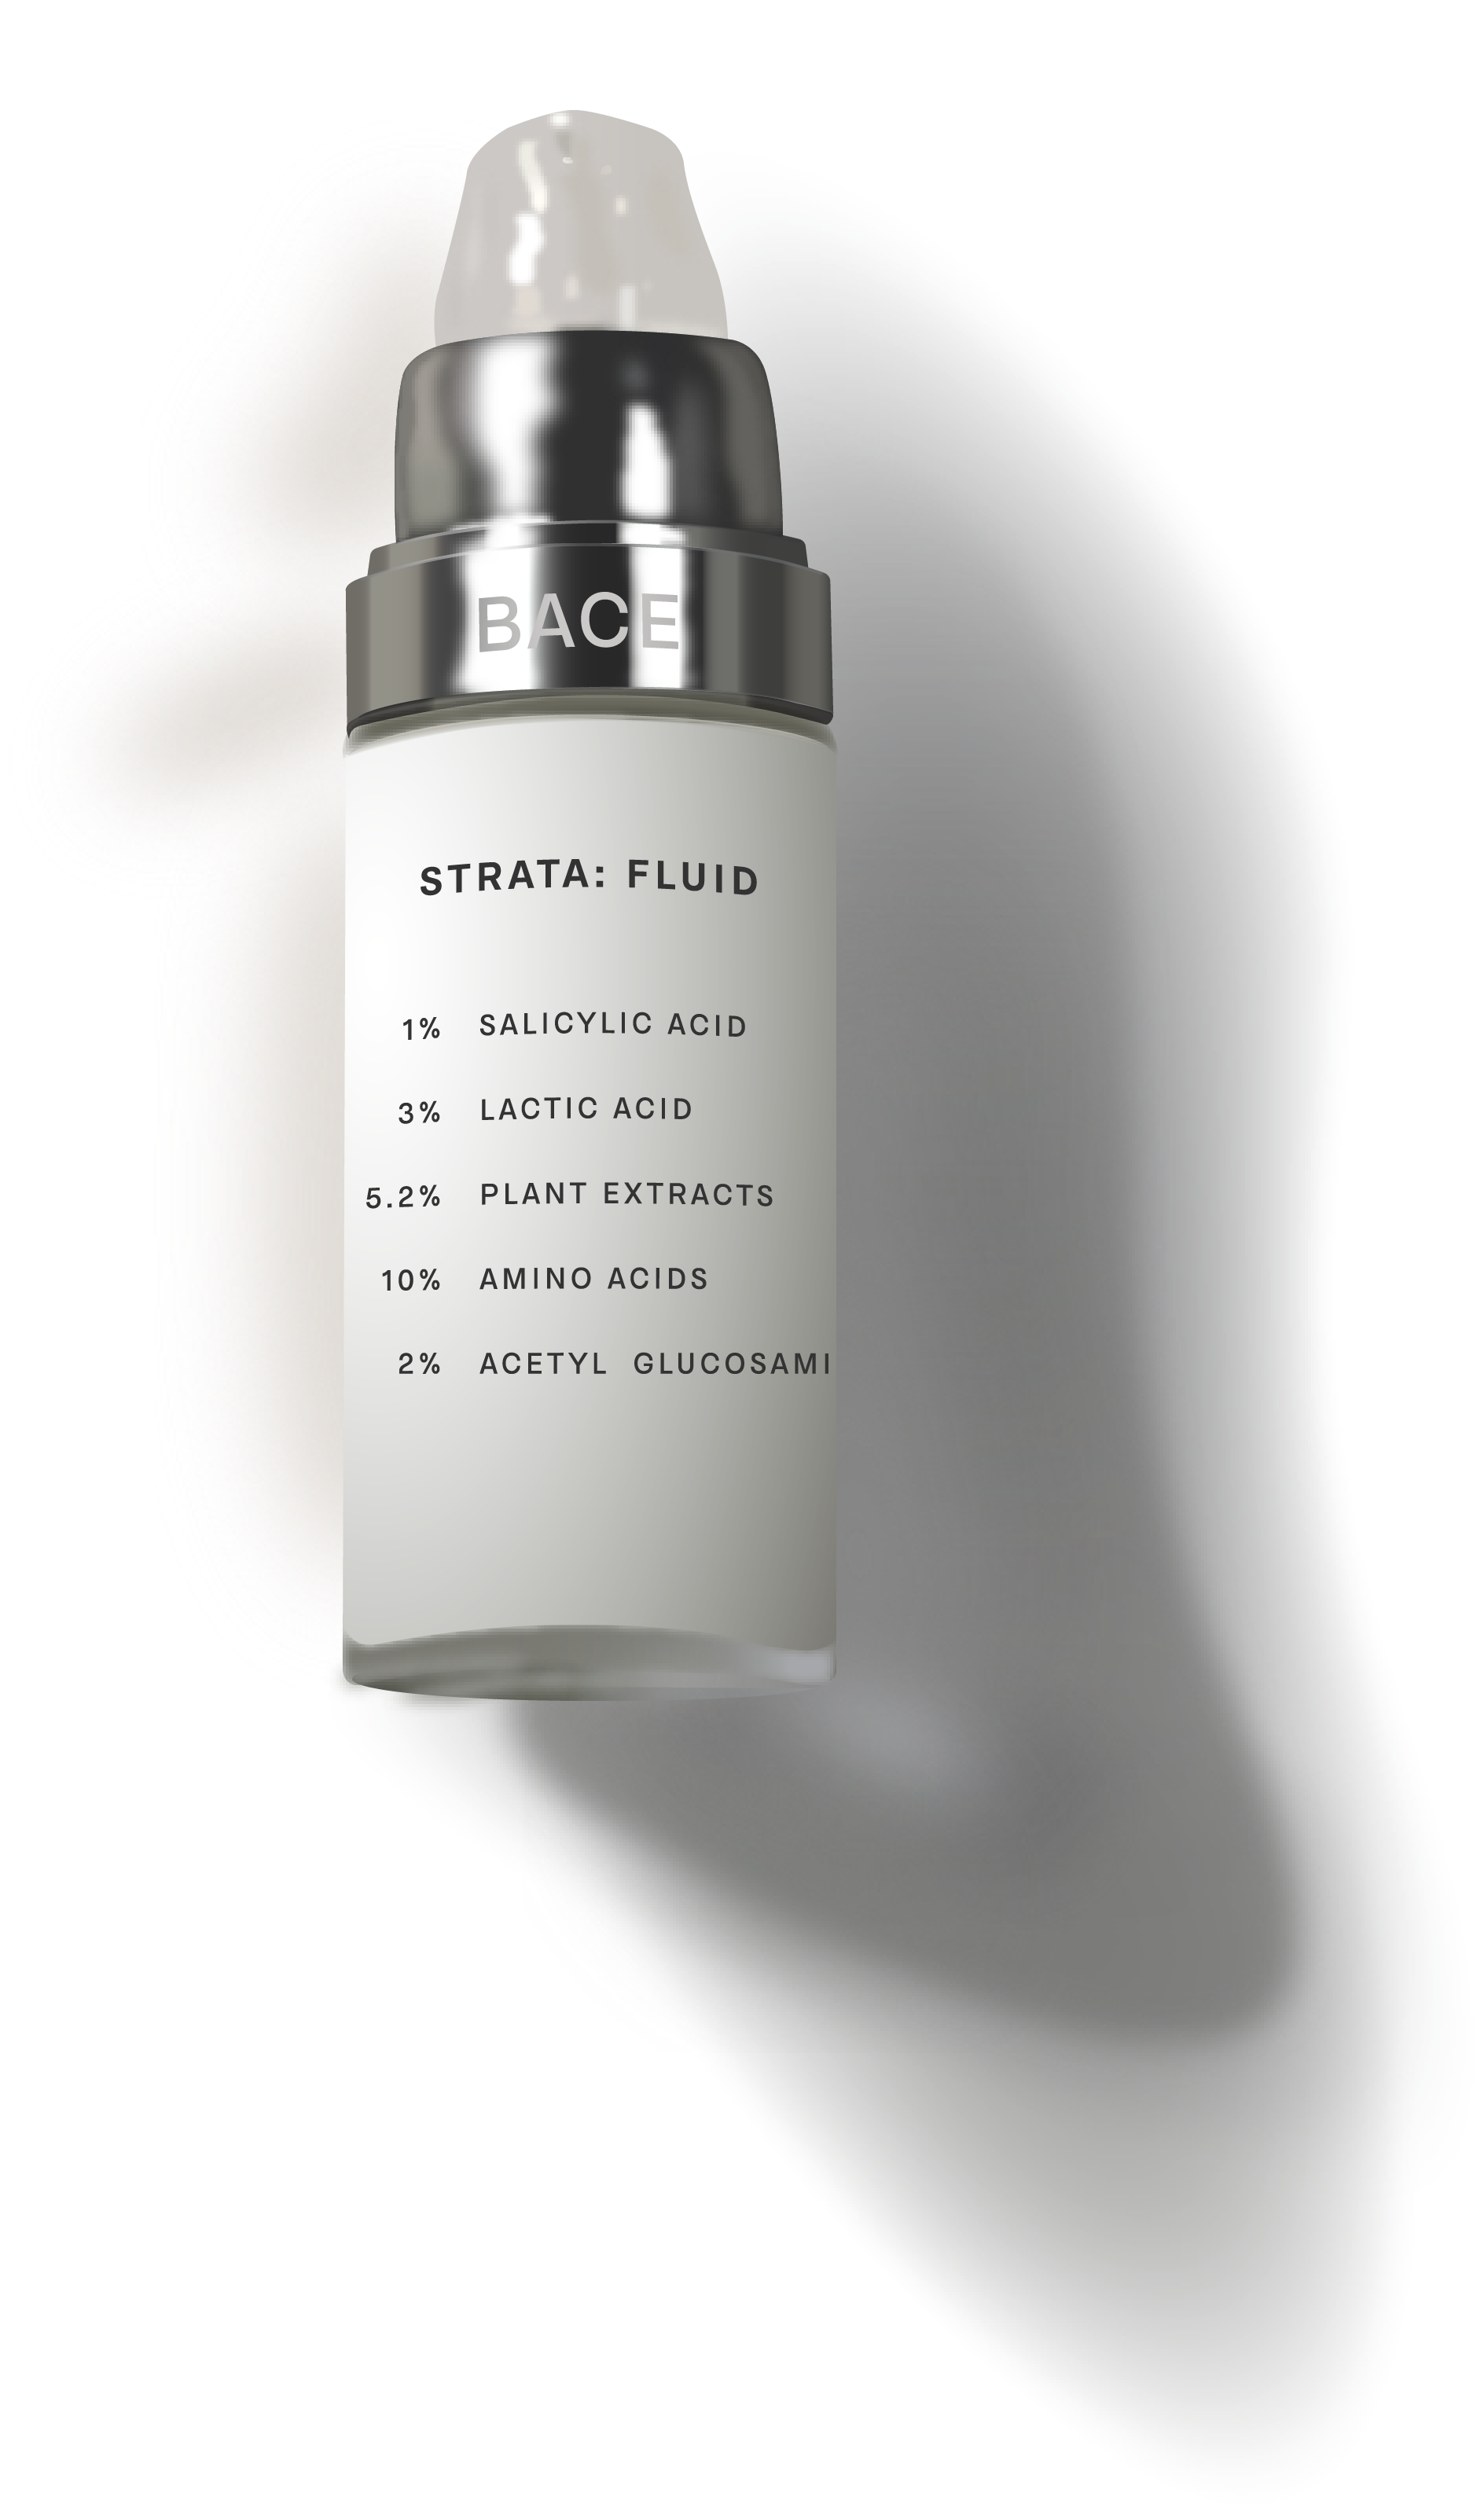 BACE
STRATA: FLUID
1% SALICYLIC ACID
3% LACTIC ACID
5.2% PLANT EXTRACTS
10% AMINO ACIDS
2% ACETYL GLUCOSAMI